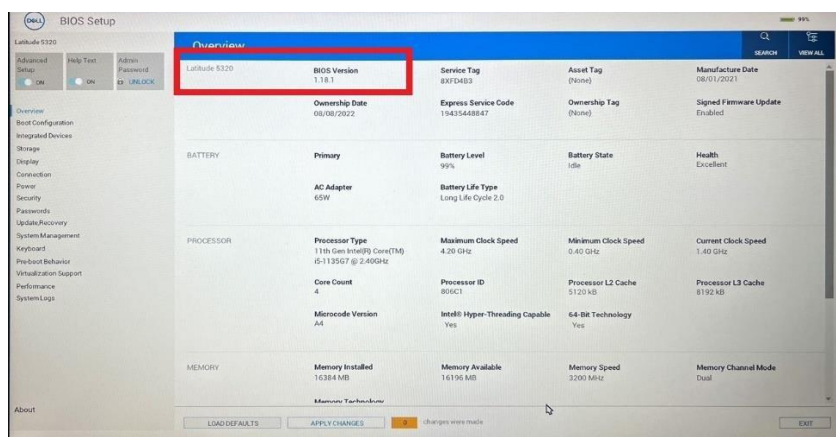 DELL BIOS Setup 99%
Latitude 5320
Advanced Setup Help Text Admin Password
ON ON UNLOCK
Overview
Boot Configuration
Integrated Devices
Storage
Display
Connection
Power
Security
Passwords
Update,Recovery
System Management
Keyboard
Pre-boot Behavior
Virtualization Support
Performance
System Logs
About
Overview
SEARCH VIEW ALL
Latitude 5320 BIOS Version Service Tag Asset Tag Manufacture Date
1.18.1 8XFD4B3 (None) 08/01/2021
Ownership Date Express Service Code Ownership Tag Signed Firmware Update
08/08/2022 19435448847 (None) Enabled
BATTERY Primary Battery Level Battery State Health
99% Idle Excellent
AC Adapter Battery Life Type
65W Long Life Cycle 2.0
PROCESSOR Processor Type Maximum Clock Speed Minimum Clock Speed Current Clock Speed
11th Gen Intel(R) Core(TM) 4.20 GHz 0.40 GHz 1.40 GHz
i5-1135G7 @ 2.40GHz
Core Count Processor ID Processor L2 Cache Processor L3 Cache
4 806C1 5120 kB 8192 kB
Microcode Version Intel® Hyper-Threading Capable 64-Bit Technology
A4 Yes Yes
MEMORY Memory Installed Memory Available Memory Speed Memory Channel Mode
16384 MB 16196 MB 3200 MHz Dual
Memory Technology
LOAD DEFAULTS APPLY CHANGES 0 changes were made EXIT